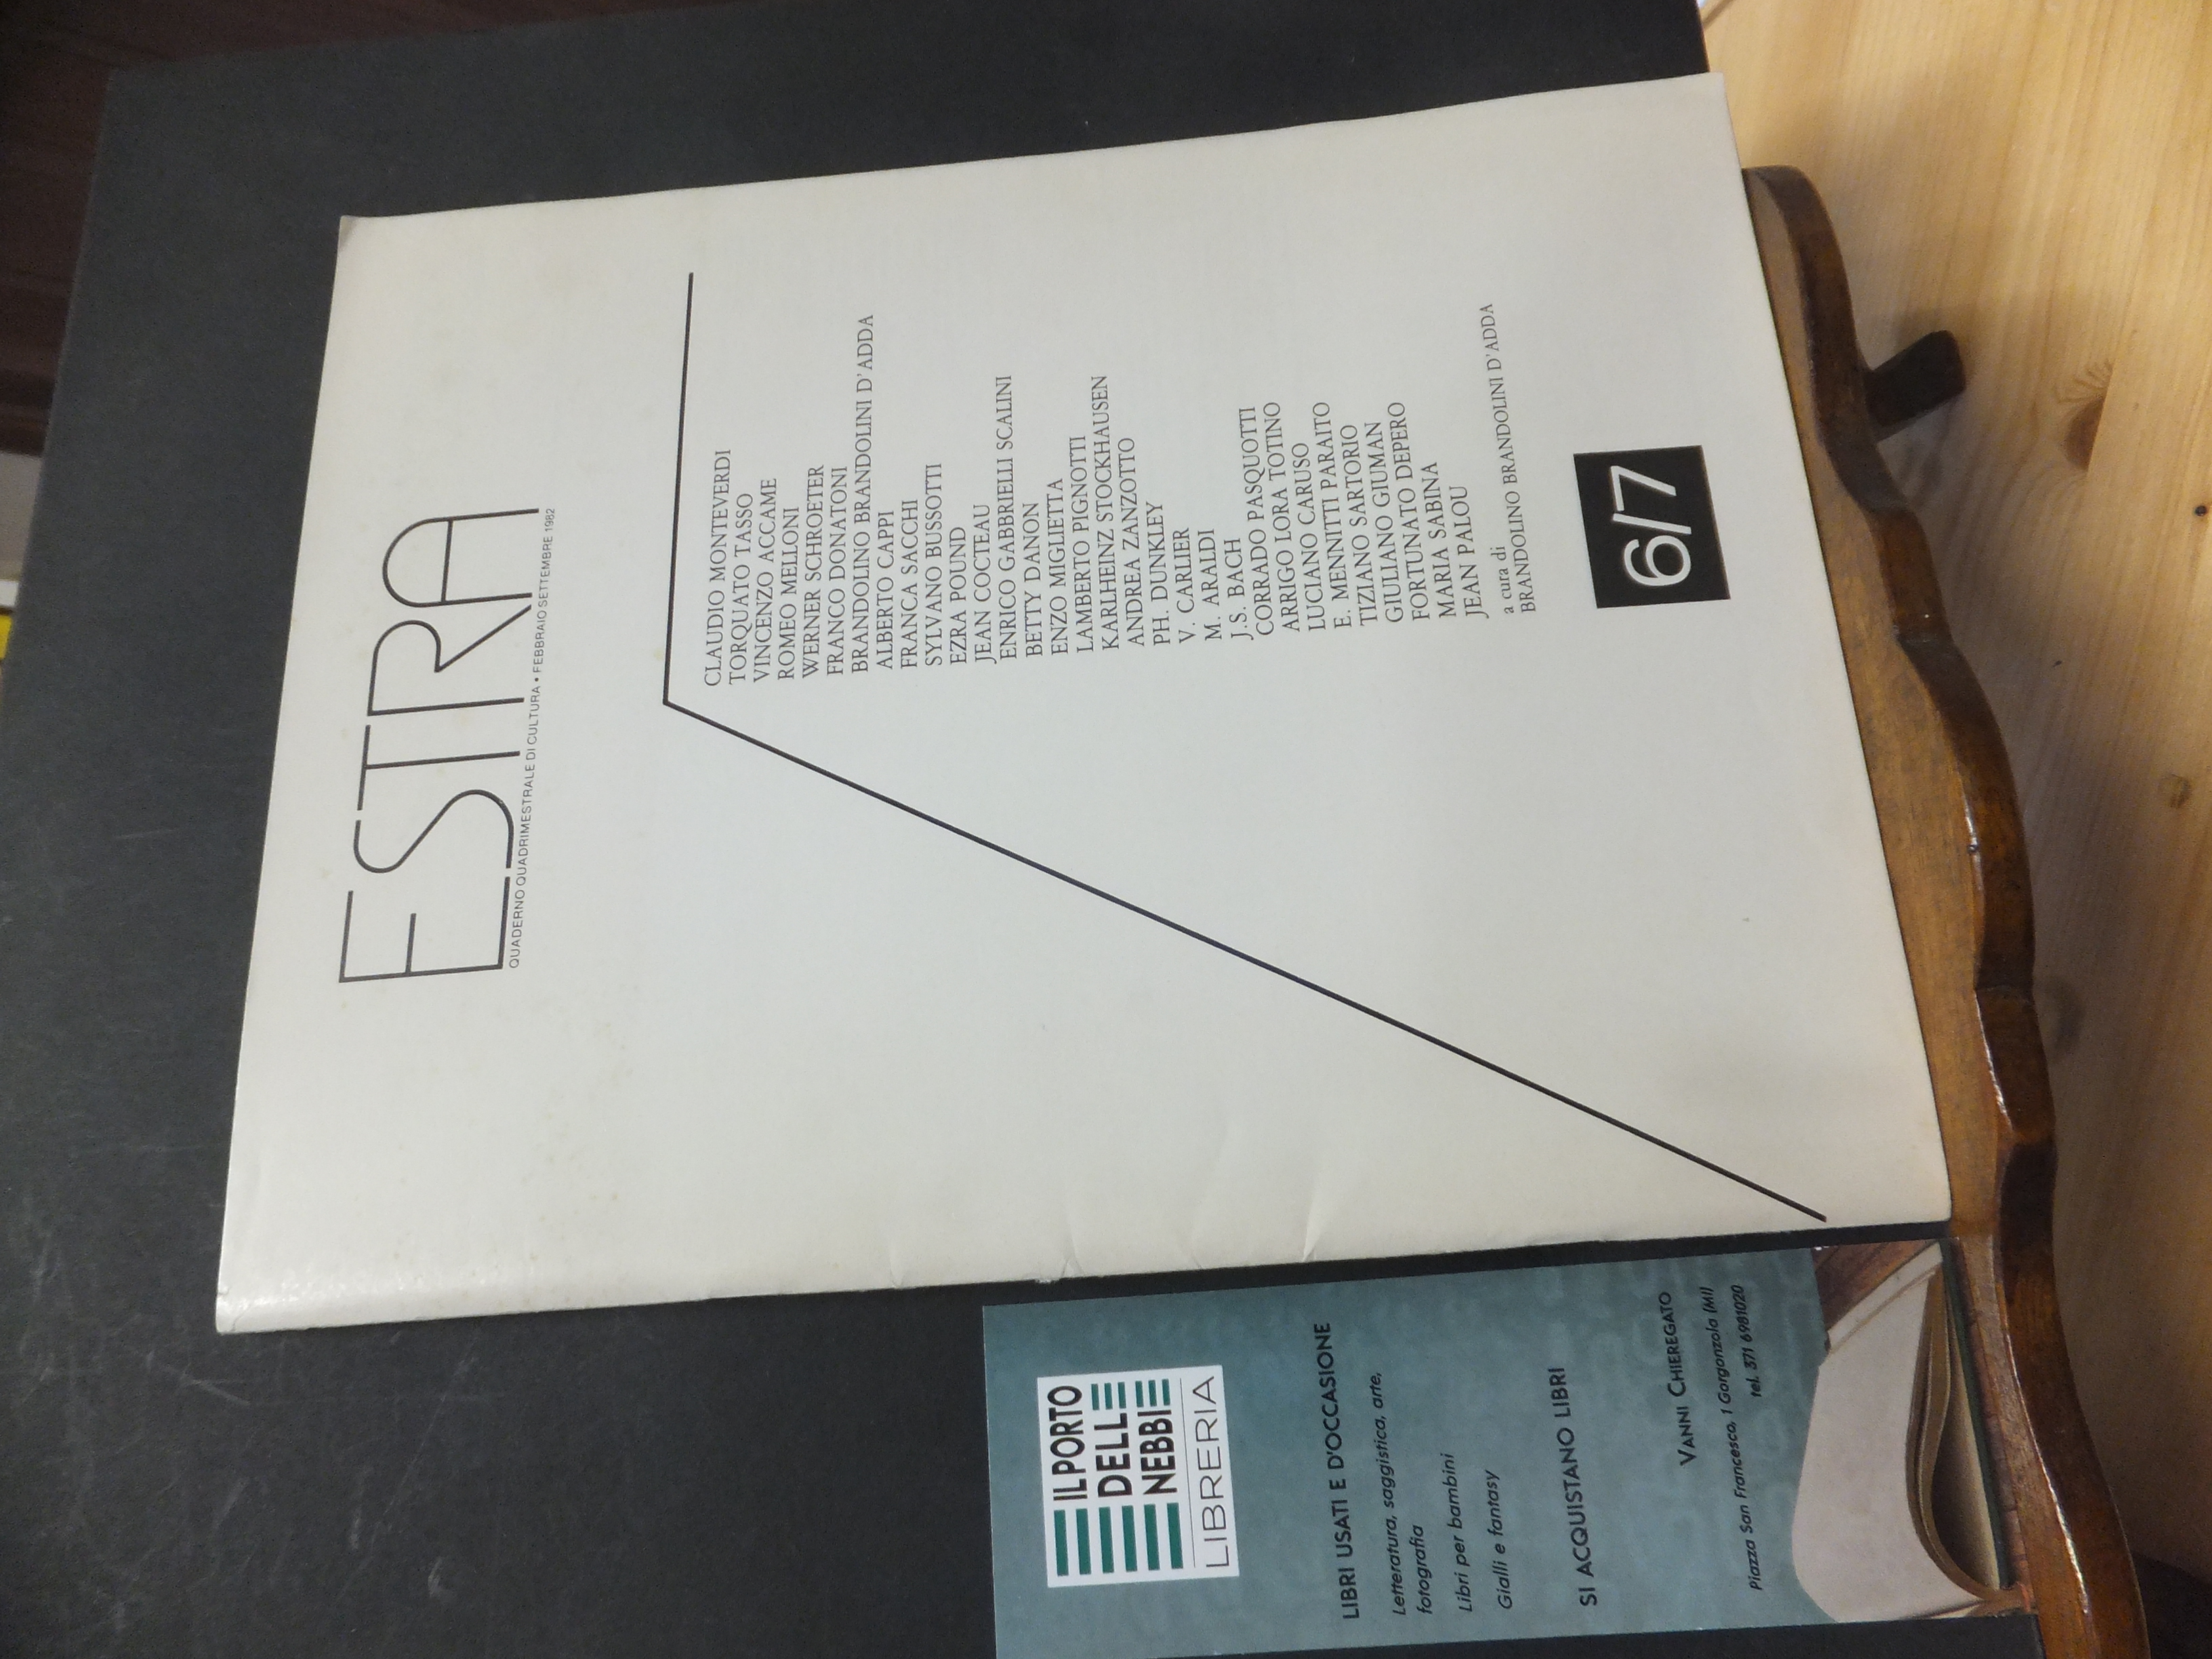 ESTRA
QUADERNO QUADRIMESTRALE DI CULTURA • FEBBRAIO SETTEMBRE 1982
CLAUDIO MONTEVERDI
TORQUATO TASSO
VINCENZO ACCAME
ROMEO MELLONI
WERNER SCHROETER
FRANCO DONATONI
BRANDOLINO BRANDOLINI D'ADDA
ALBERTO CAPPI
FRANCA SACCHI
SYLVANO BUSSOTTI
EZRA POUND
JEAN COCTEAU
ENRICO GABBRIELLI SCALINI
BETTY DANON
ENZO MIGLIETTA
LAMBERTO PIGNOTTI
KARLHEINZ STOCKHAUSEN
ANDREA ZANZOTTO
PH. DUNKLEY
V. CARLIER
M. ARALDI
J.S. BACH
CORRADO PASQUOTTI
ARRIGO LORA TOTINO
LUCIANO CARUSO
E. MENNITTI PARAITO
TIZIANO SARTORIO
GIULIANO GIUMAN
FORTUNATO DEPERO
MARIA SABINA
JEAN PALOU
a cura di
BRANDOLINO BRANDOLINI D'ADDA
6/7
IL PORTO
DELLE
NEBBIE
LIBRERIA
LIBRI USATI E D'OCCASIONE
Letteratura, saggistica, arte,
fotografia
Libri per bambini
Gialli e fantasy
SI ACQUISTANO LIBRI
VANNI CHIEREGATO
Piazza San Francesco, 1 Gorgonzola (MI)
tel. 371 6981020